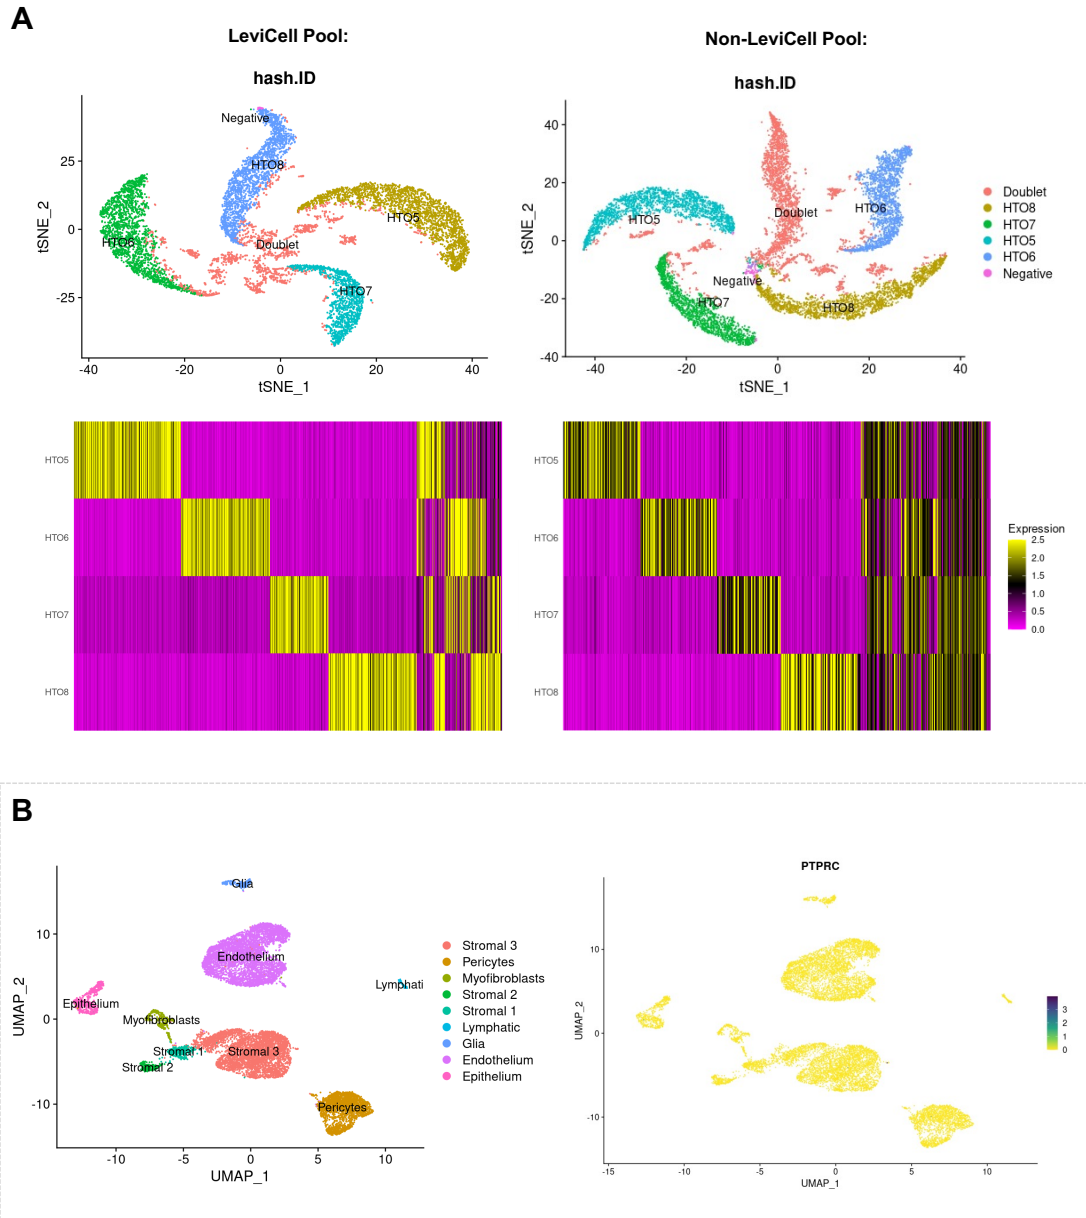 A
LeviCell Pool:
Non-LeviCell Pool:
hash.ID
hash.ID
Negative
HTO8
HTO5
HTO6
Doublet
HTO7
25
0
-25
tSNE_2
-40
-20
0
20
40
tSNE_1
HTO5
Doublet
HTO6
Negative
HTO7
HTO8
40
20
0
-20
-40
tSNE_2
-40
-20
0
20
40
tSNE_1
Doublet
HTO8
HTO7
HTO5
HTO6
Negative
HTO5
HTO6
HTO7
HTO8
HTO5
HTO6
HTO7
HTO8
Expression
2.5
2.0
1.5
1.0
0.5
0.0
B
Glia
Endothelium
Lymphati
Epithelium
Myofibroblasts
Stromal 1
Stromal 3
Stromal 2
Pericytes
10
0
-10
UMAP_2
-10
-5
0
5
10
UMAP_1
Stromal 3
Pericytes
Myofibroblasts
Stromal 2
Stromal 1
Lymphatic
Glia
Endothelium
Epithelium
PTPRC
10
0
-10
UMAP_2
-15
-10
-5
0
5
10
UMAP_1
3
2
1
0